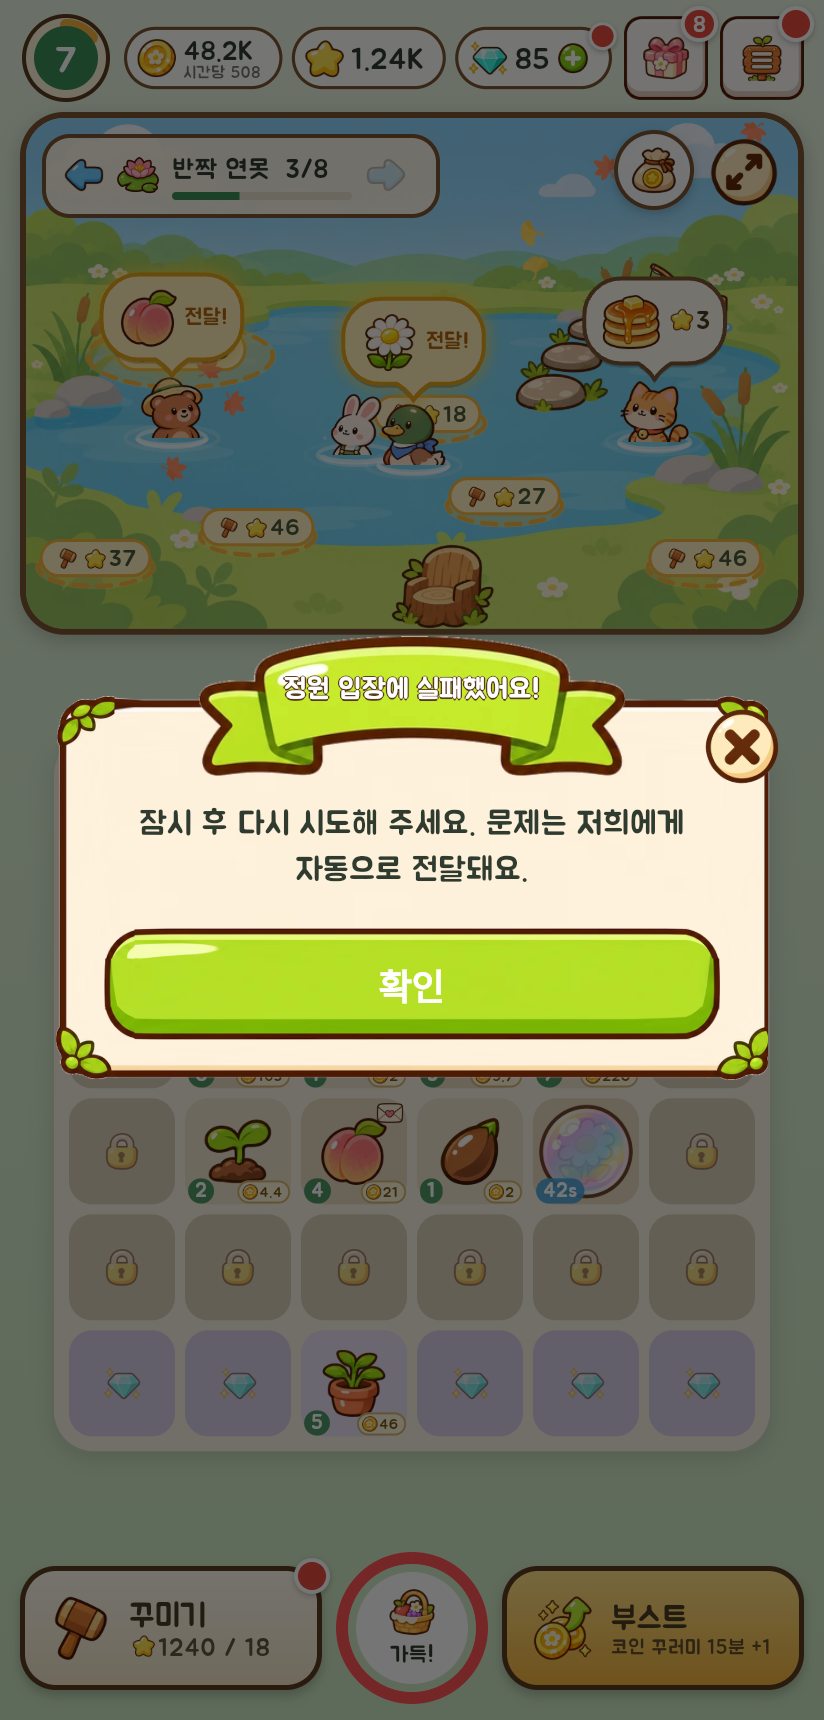 7
48.2K
시간당 508
1.24K
85
8
반짝 연못 3/8
전달!
전달!
3
18
27
46
37
46
정원 입장에 실패했어요!
잠시 후 다시 시도해 주세요. 문제는 저희에게
자동으로 전달돼요.
확인
2
4.4
4
21
1
2
42s
5
46
꾸미기
1240 / 18
가득!
부스트
코인 꾸러미 15분 +1